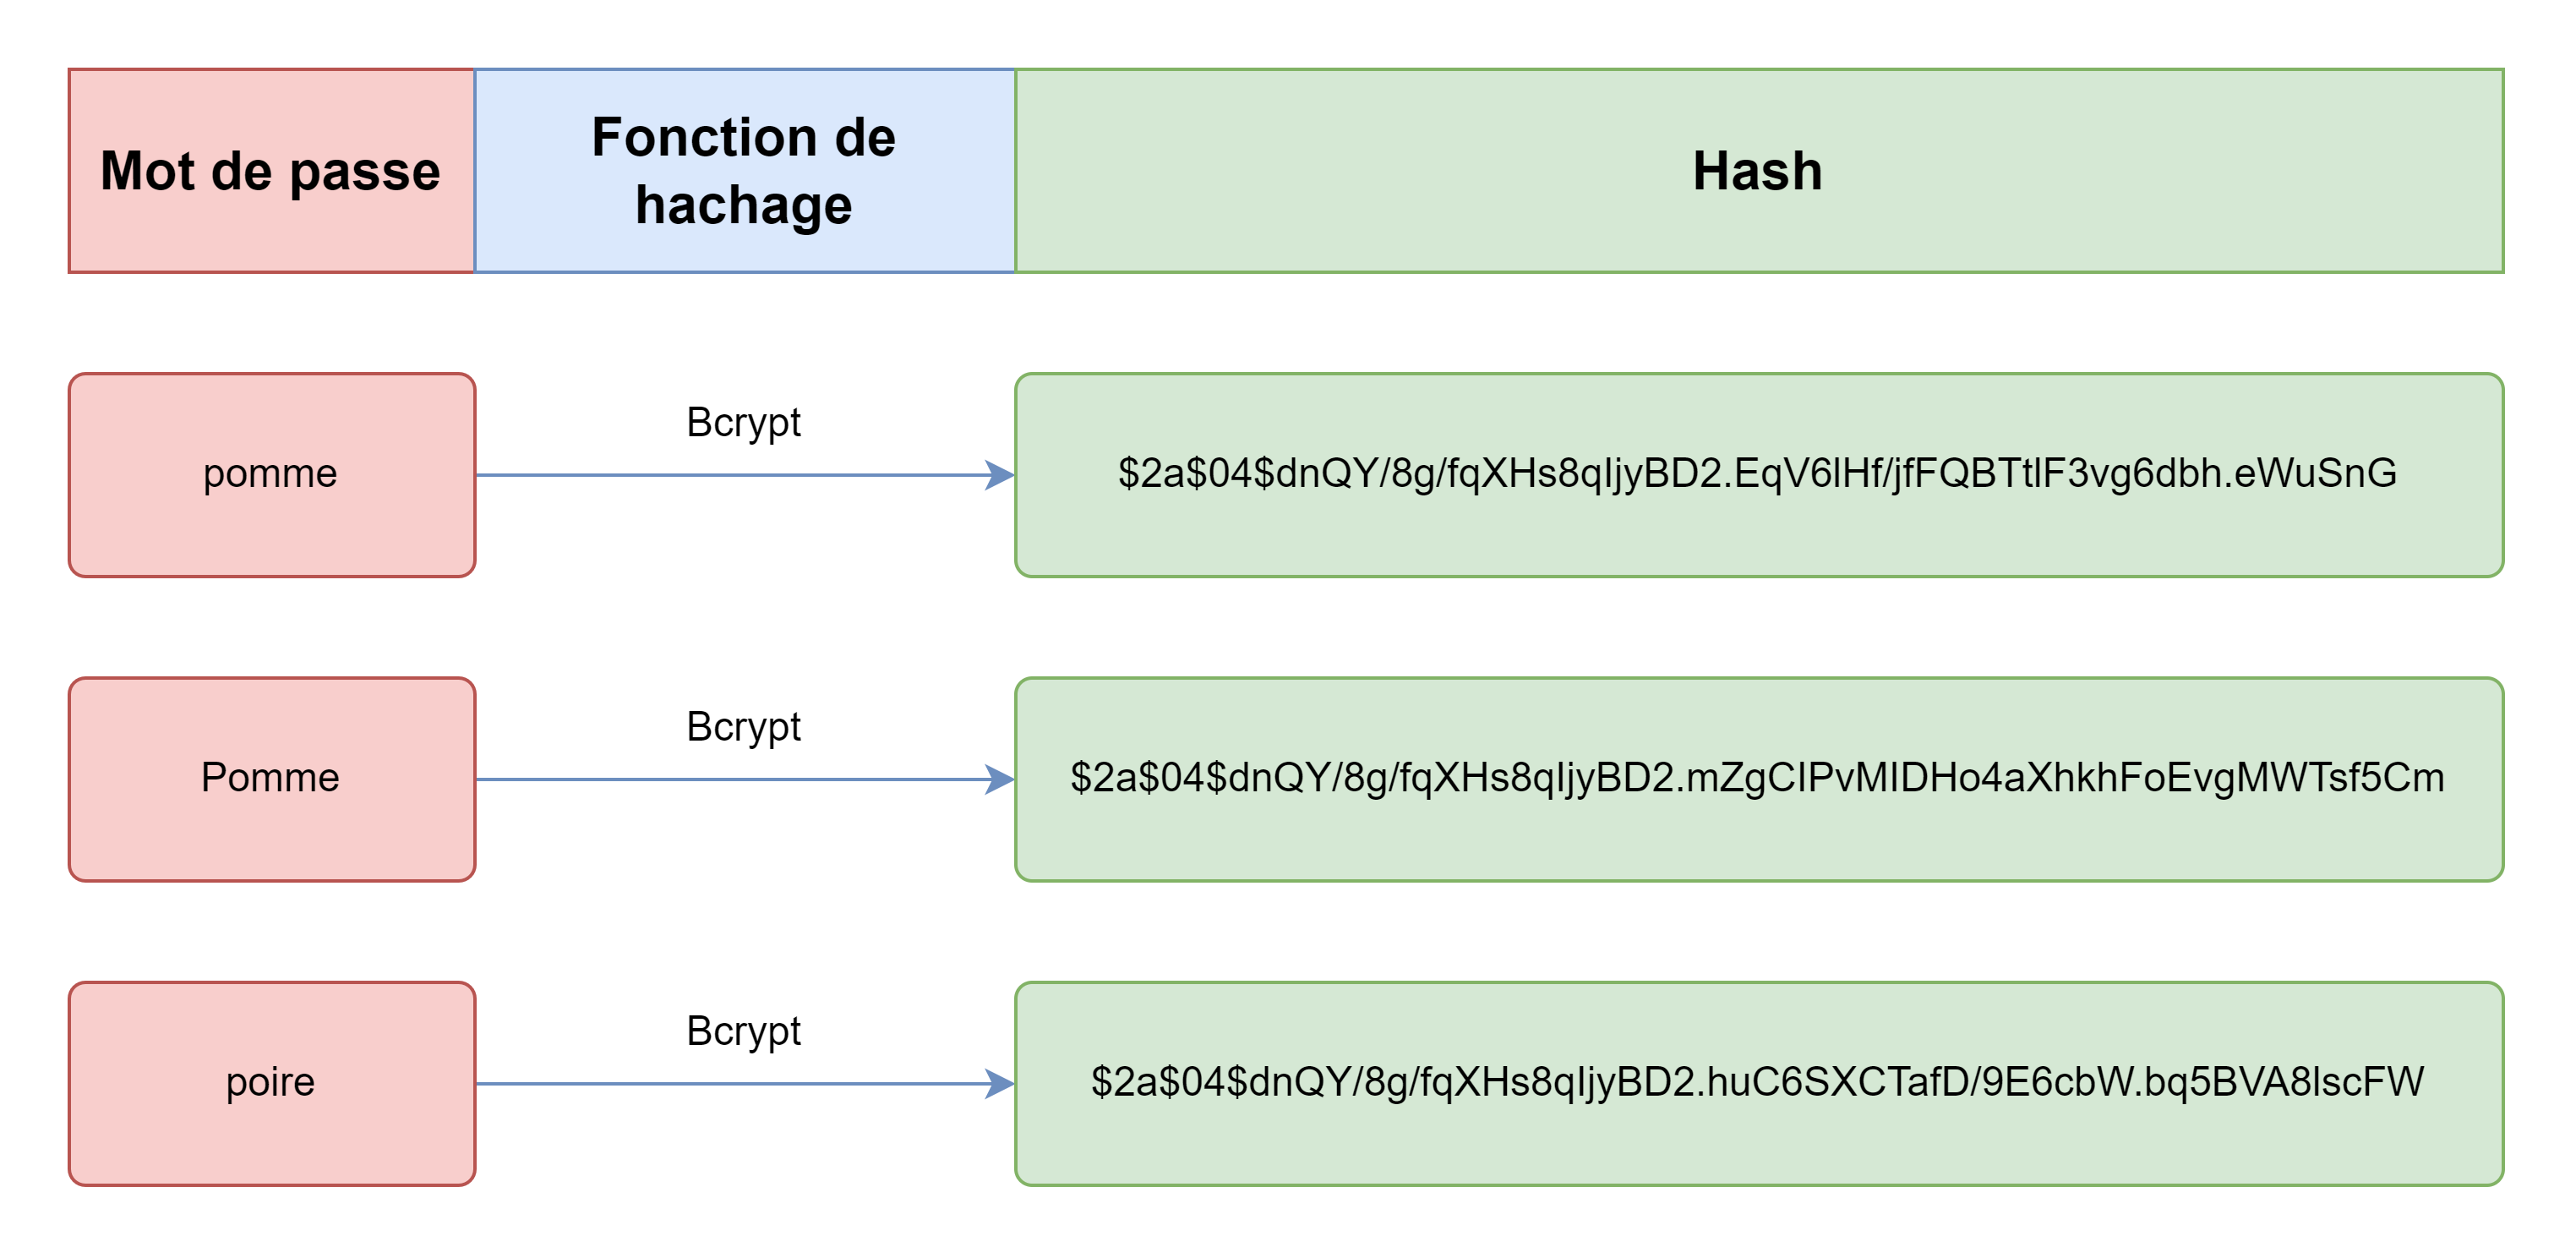 Mot de passe
Fonction de
hachage
Hash
pomme
Bcrypt
$2a$04$dnQY/8g/fqXHs8qIjyBD2.EqV6lHf/jfFQBTtlF3vg6dbh.eWuSnG
Pomme
Bcrypt
$2a$04$dnQY/8g/fqXHs8qIjyBD2.mZgCIPvMIDHo4aXhkhFoEvgMWTsf5Cm
poire
Bcrypt
$2a$04$dnQY/8g/fqXHs8qIjyBD2.huC6SXCTafD/9E6cbW.bq5BVA8lscFW